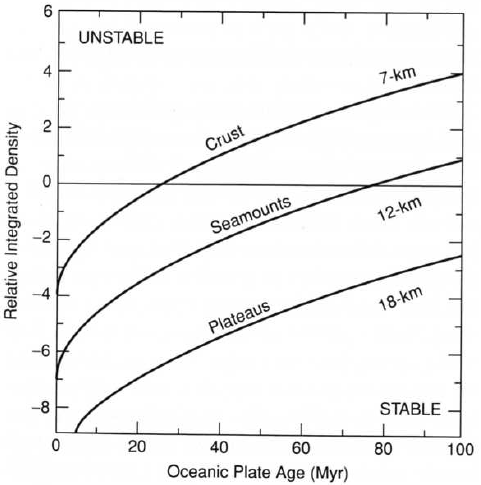 6
UNSTABLE
7-km
4
Crust
2
0
Seamounts
12-km
-2
-4
Plateaus
18-km
-6
-8
STABLE
0 20 40 60 80 100
Oceanic Plate Age (Myr)
Relative Integrated Density